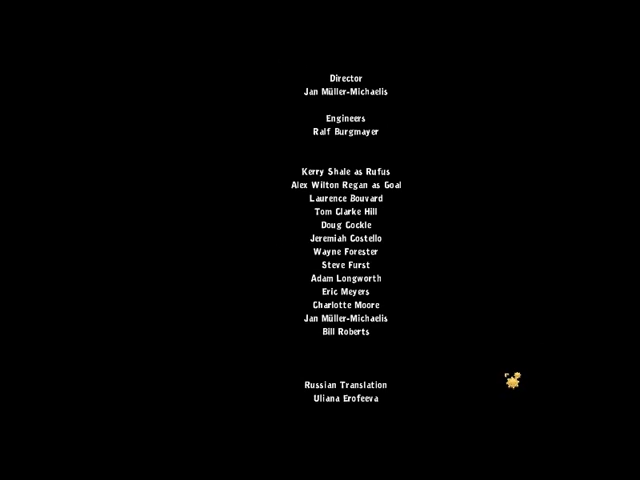 Director
Jan Müller-Michaelis
Engineers
Ralf Burgmayer
Kerry Shale as Rufus
Alex Wilton Regan as Goal
Laurence Bouvard
Tom Clarke Hill
Doug Cockle
Jeremiah Costello
Wayne Forester
Steve Furst
Adam Longworth
Eric Meyers
Charlotte Moore
Jan Müller-Michaelis
Bill Roberts
Russian Translation
Uliana Erofeeva